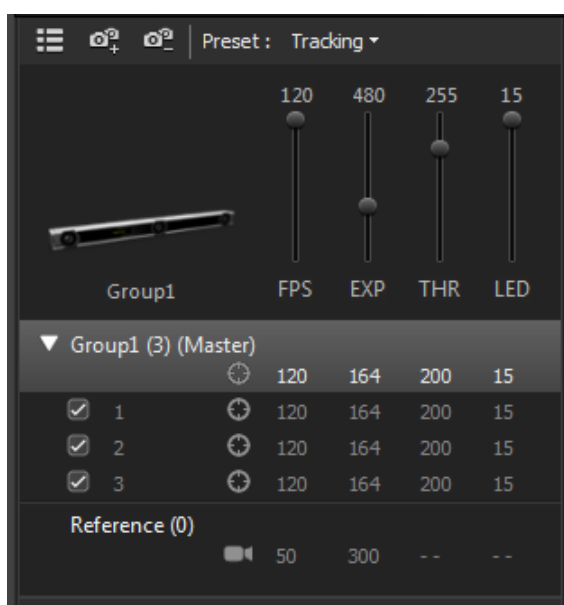 Preset : Tracking
120 480 255 15
Group1 FPS EXP THR LED
Group1 (3) (Master)
120 164 200 15
1 120 164 200 15
2 120 164 200 15
3 120 164 200 15
Reference (0)
50 300 -- --